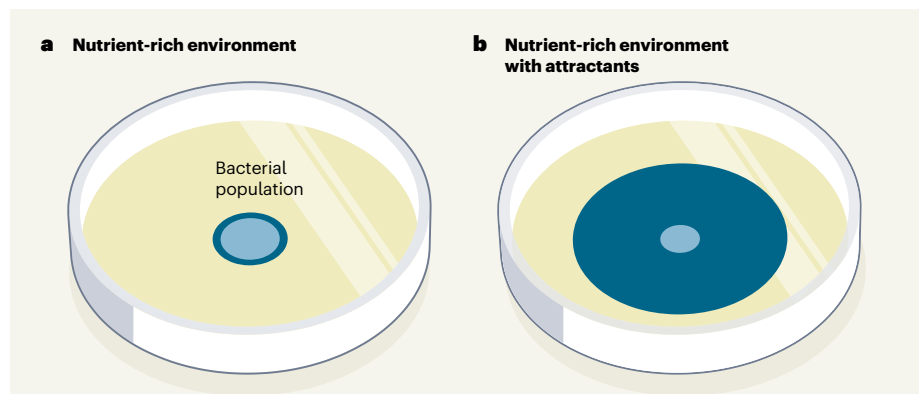 a Nutrient-rich environment
b Nutrient-rich environment
with attractants
Bacterial
population